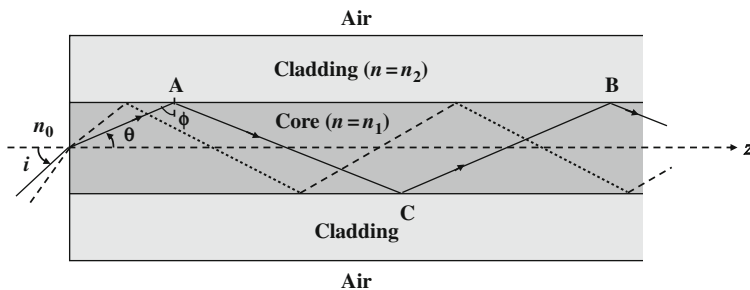 Air
Cladding (n = n₂)
A
B
n₀
Core (n = n₁)
θ
ϕ
i
z
C
Cladding
Air